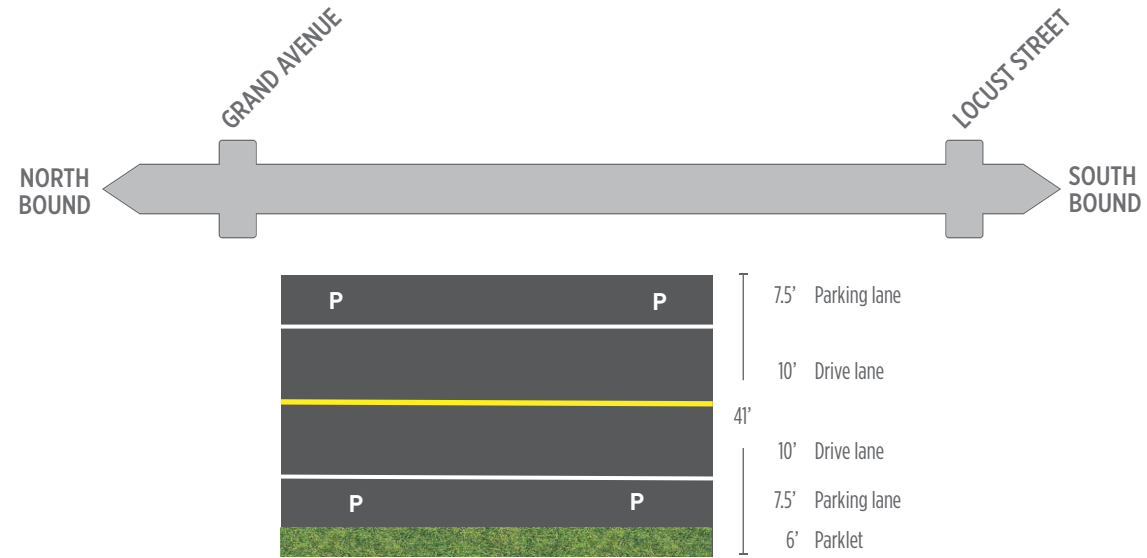 GRAND AVENUE
LOCUST STREET
NORTH
BOUND
SOUTH
BOUND
P P
7.5' Parking lane
10' Drive lane
41'
10' Drive lane
P P
7.5' Parking lane
6' Parklet